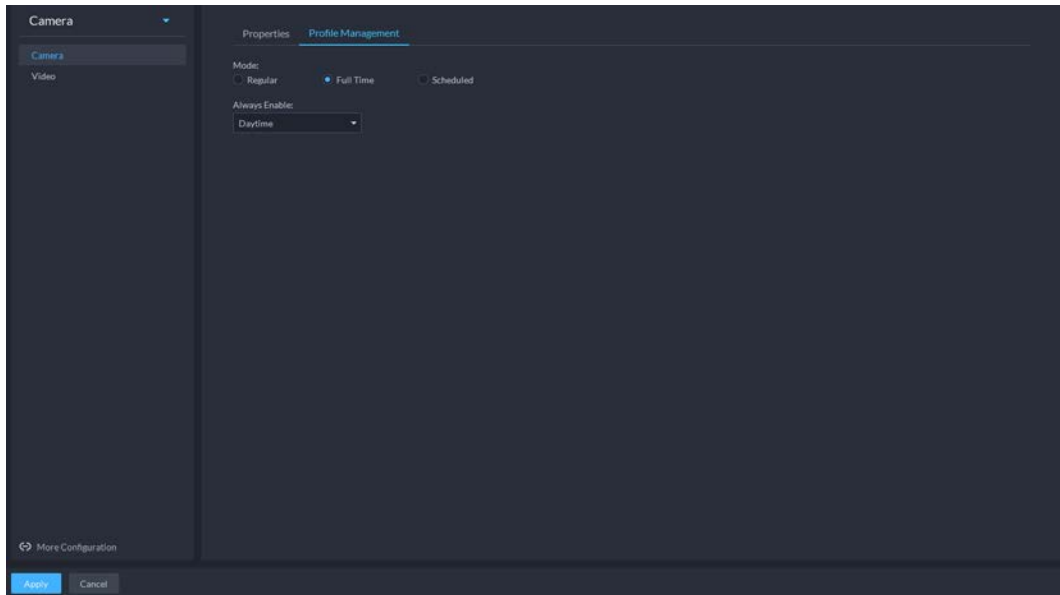 Camera
Camera
Video
More Configuration
Properties Profile Management
Mode:
Regular Full Time Scheduled
Always Enable:
Daytime
Apply Cancel